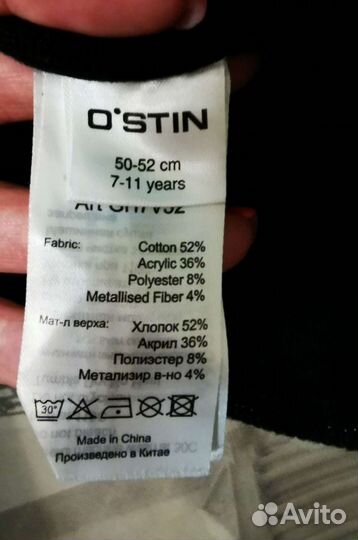 O'STIN
50-52 cm
7-11 years
Fabric: Cotton 52%
Acrylic 36%
Polyester 8%
Metallised Fiber 4%
Мат-л верха: Хлопок 52%
Акрил 36%
Полиэстер 8%
Метализир в-но 4%
30°
Made in China
Произведено в Китае
Avito